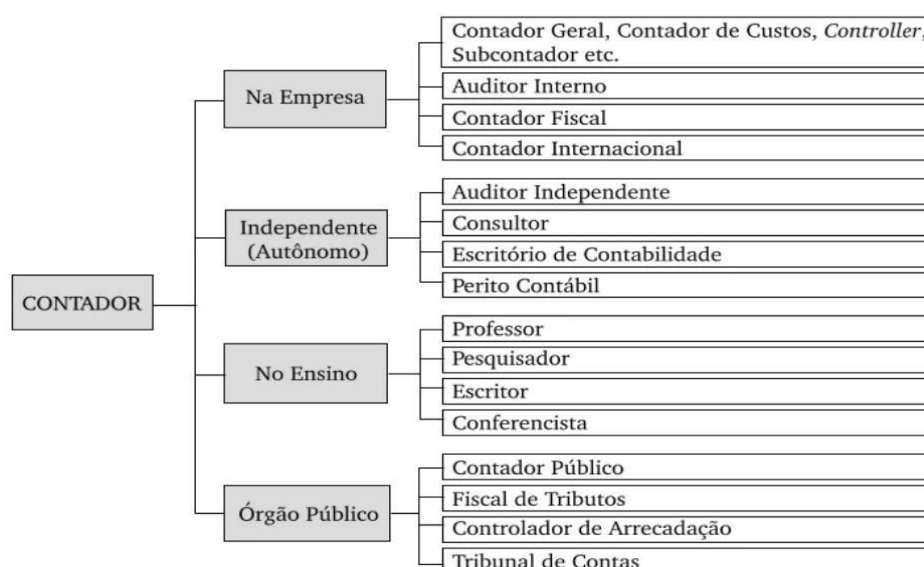 CONTADOR
Na Empresa
Contador Geral, Contador de Custos, Controller,
Subcontador etc.
Auditor Interno
Contador Fiscal
Contador Internacional
Independente
(Autônomo)
Auditor Independente
Consultor
Escritório de Contabilidade
Perito Contábil
No Ensino
Professor
Pesquisador
Escritor
Conferencista
Órgão Público
Contador Público
Fiscal de Tributos
Controlador de Arrecadação
Tribunal de Contas